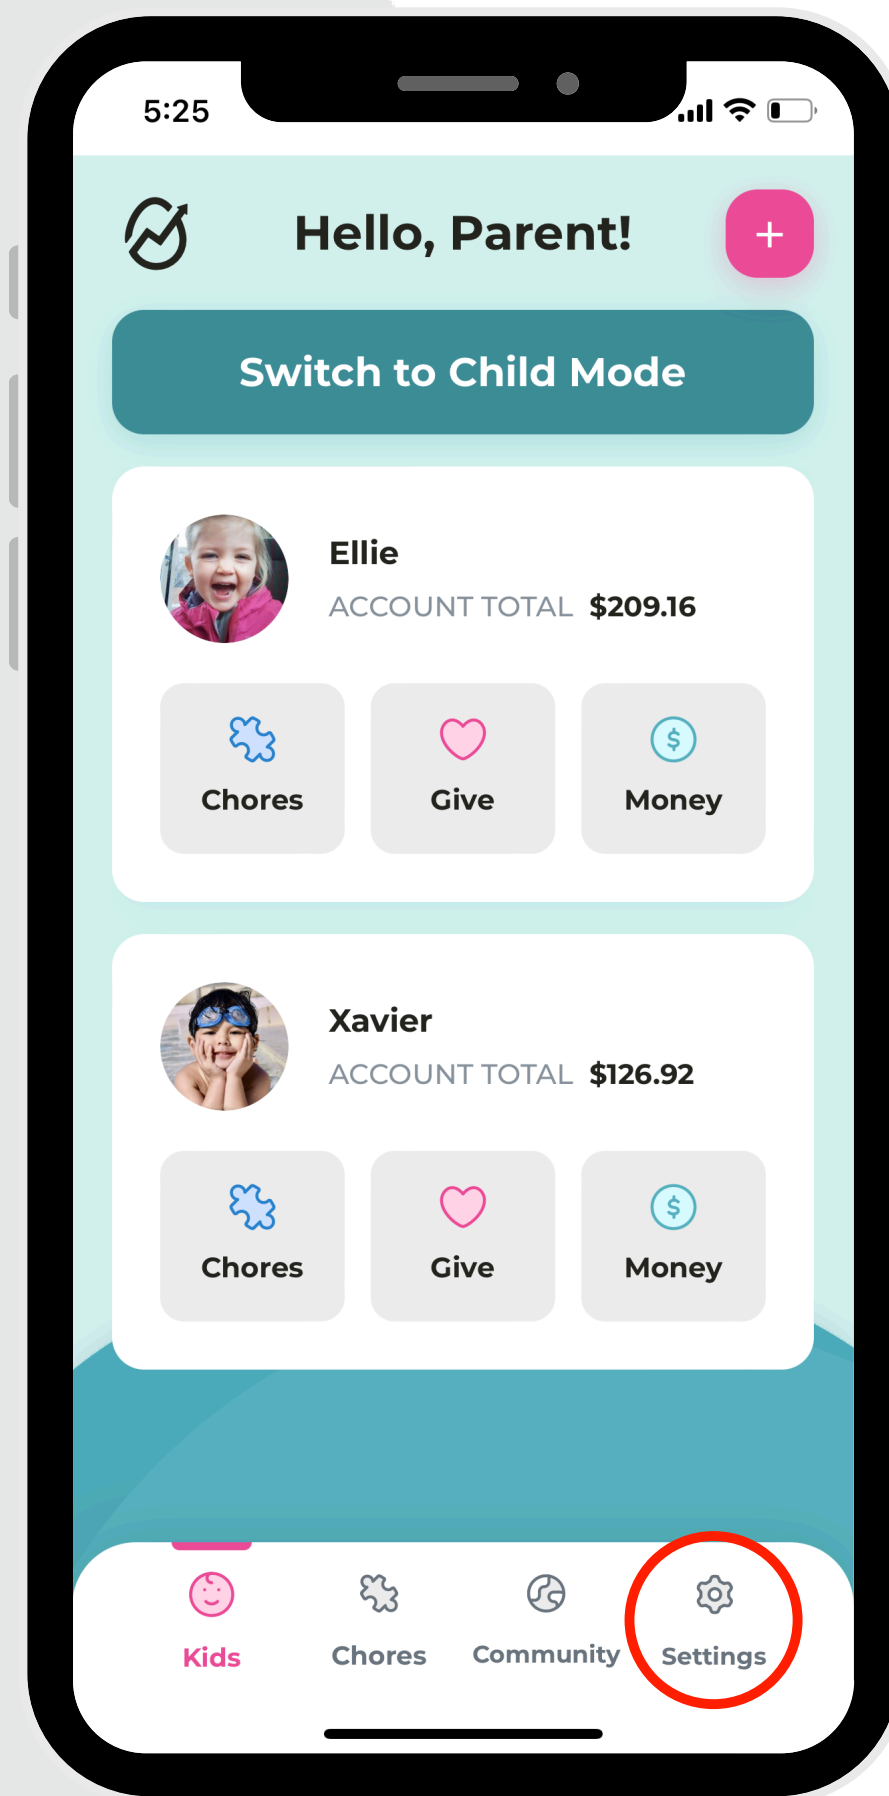 5:25
Hello, Parent!
+
Switch to Child Mode
Ellie
ACCOUNT TOTAL $209.16
$
Chores Give Money
Xavier
ACCOUNT TOTAL $126.92
$
Chores Give Money
Kids Chores Community Settings